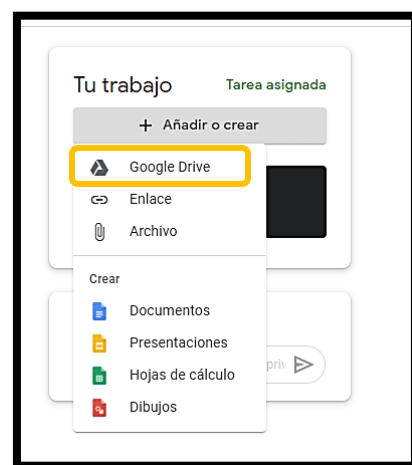 Tu trabajo
Tarea asignada
+ Añadir o crear
Google Drive
Enlace
Archivo
Crear
Documentos
Presentaciones
Hojas de cálculo
Dibujos